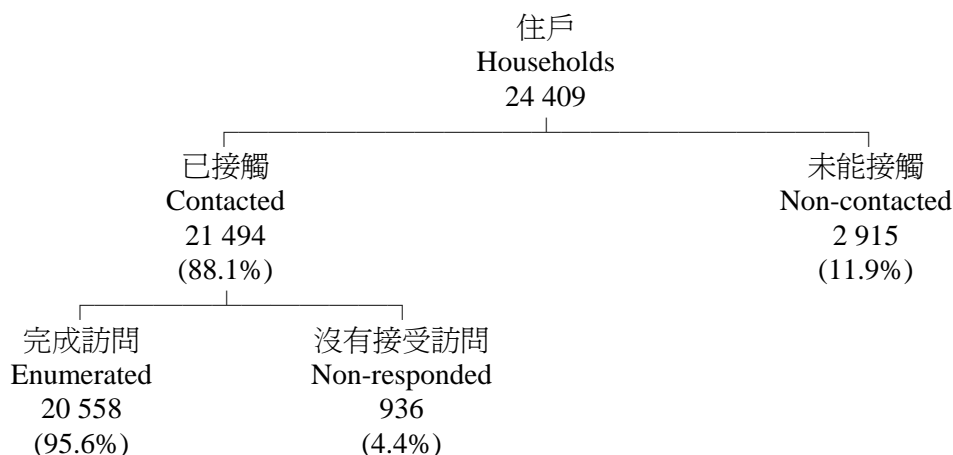 住戶
Households
24 409
已接觸
Contacted
21 494
(88.1%)
未能接觸
Non-contacted
2 915
(11.9%)
完成訪問
Enumerated
20 558
(95.6%)
沒有接受訪問
Non-responded
936
(4.4%)